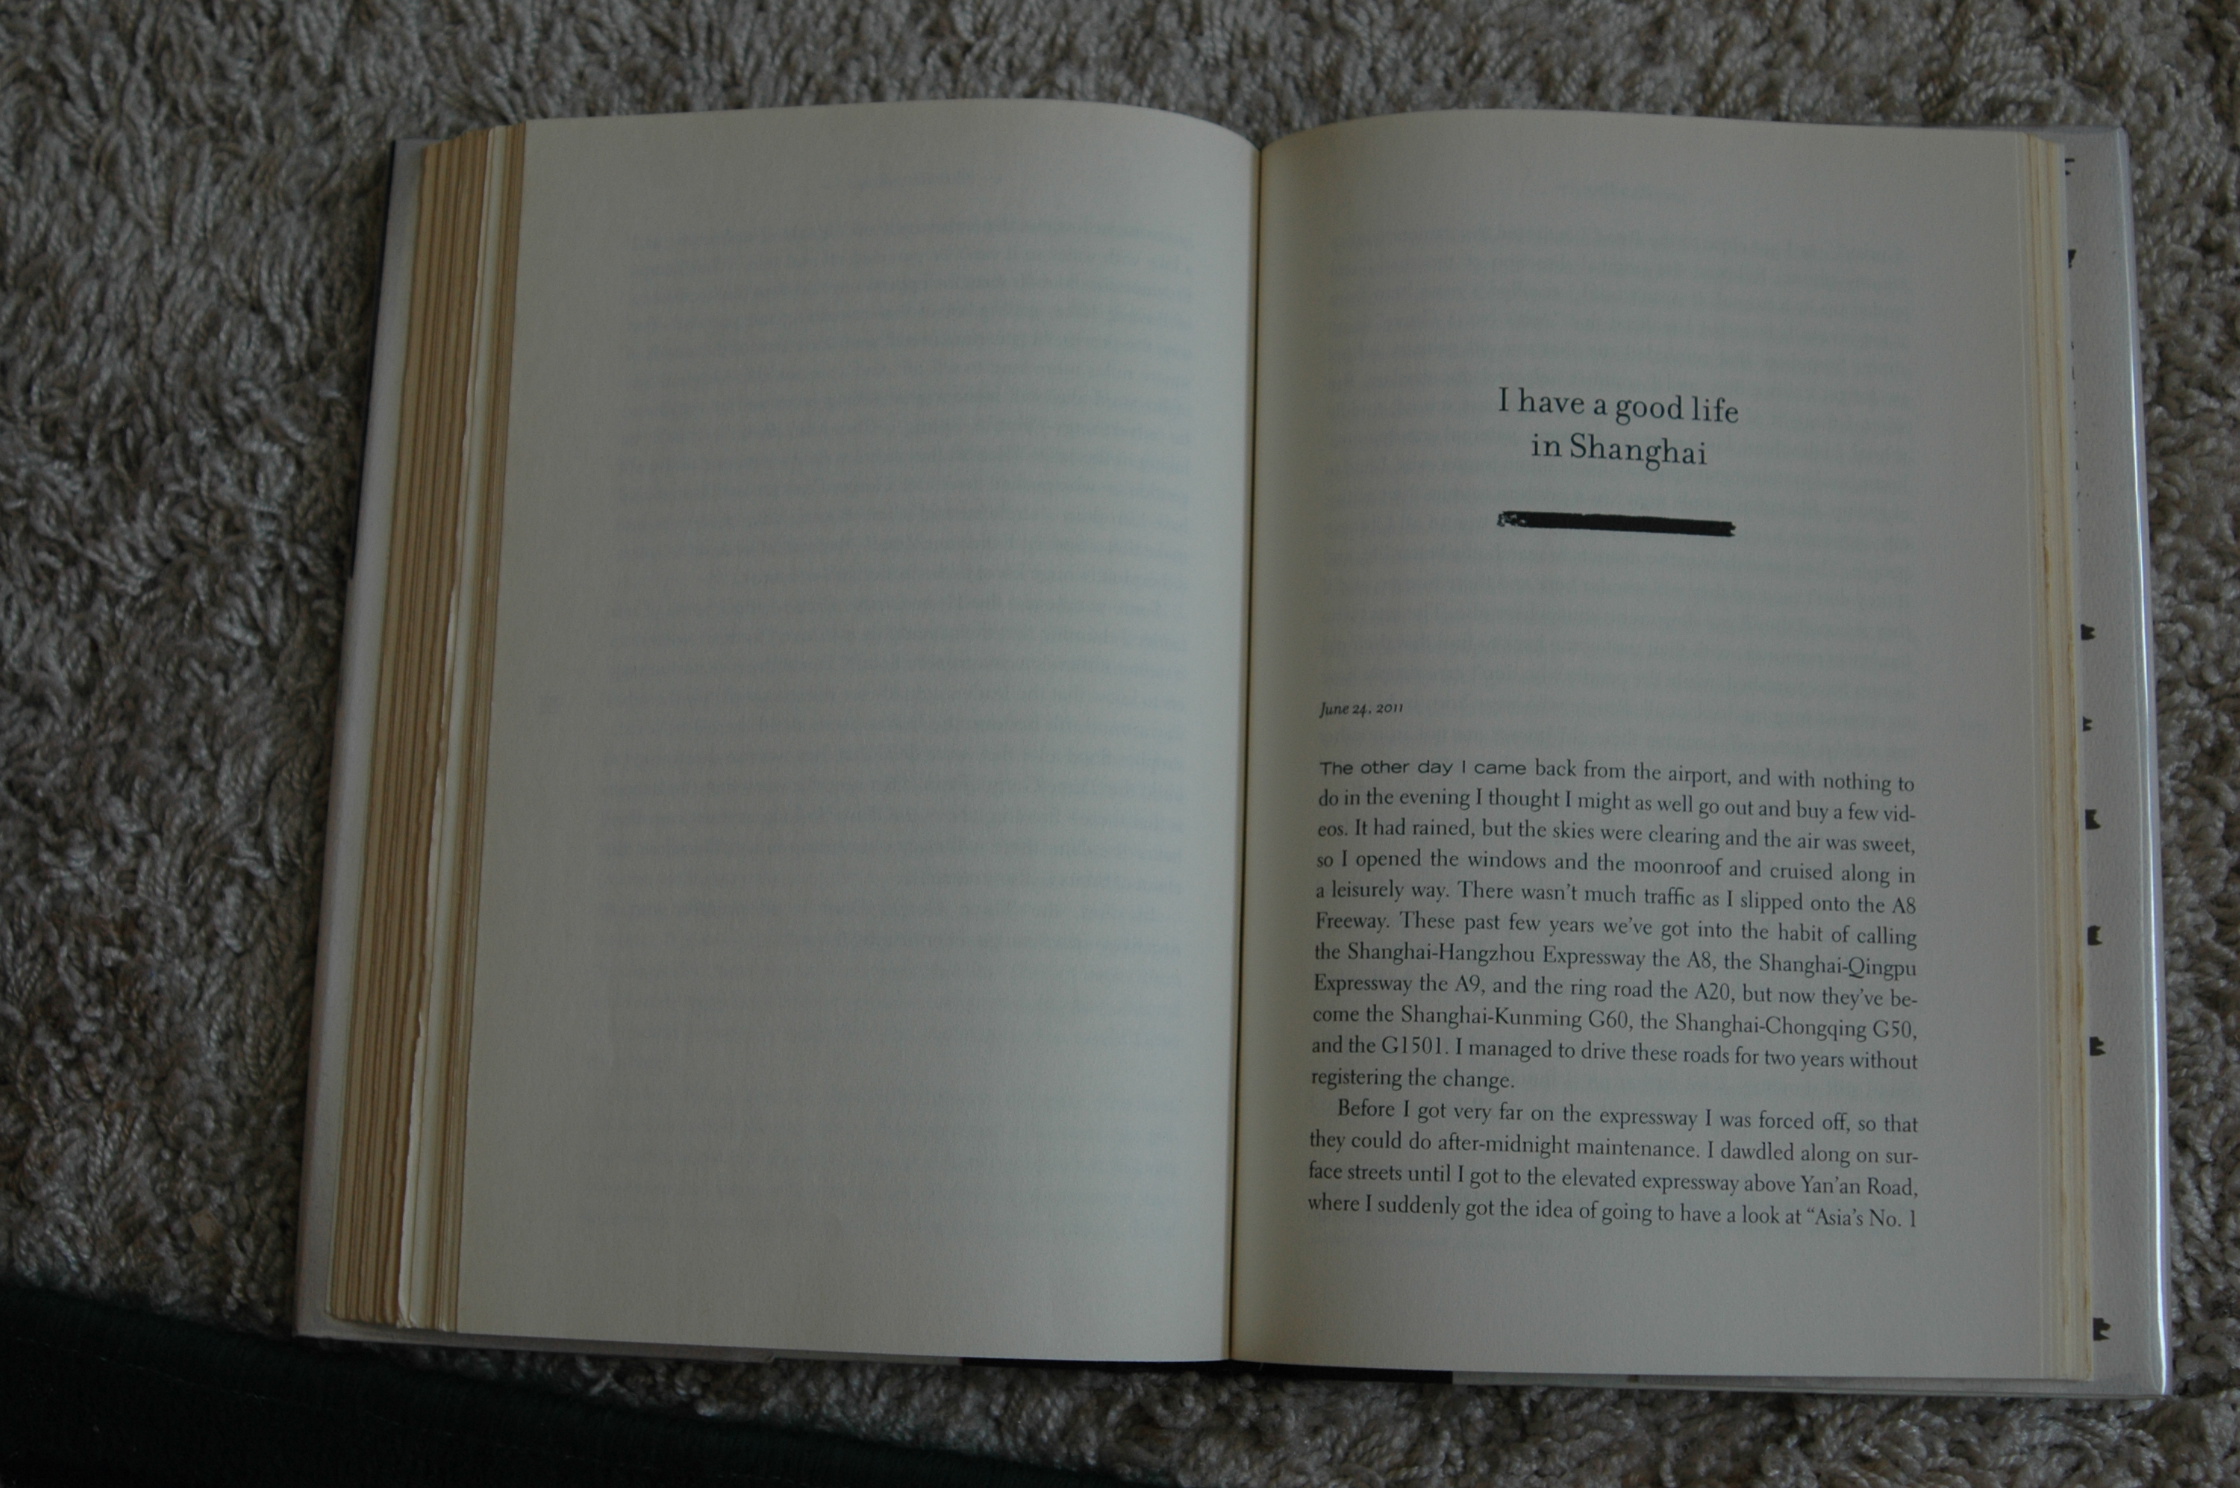 I have a good life
in Shanghai
June 24, 2011
The other day I came back from the airport, and with nothing to
do in the evening I thought I might as well go out and buy a few vid-
eos. It had rained, but the skies were clearing and the air was sweet,
so I opened the windows and the moonroof and cruised along in
a leisurely way. There wasn't much traffic as I slipped onto the A8
Freeway. These past few years we've got into the habit of calling
the Shanghai-Hangzhou Expressway the A8, the Shanghai-Qingpu
Expressway the A9, and the ring road the A20, but now they've be-
come the Shanghai-Kunming G60, the Shanghai-Chongqing G50,
and the G1501. I managed to drive these roads for two years without
registering the change.
Before I got very far on the expressway I was forced off, so that
they could do after-midnight maintenance. I dawdled along on sur-
face streets until I got to the elevated expressway above Yan'an Road,
where I suddenly got the idea of going to have a look at "Asia's No. 1